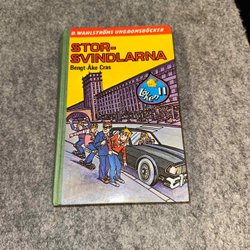 B. WAHLSTRÖMS UNGDOMSBÖCKER
STOR-
SVINDLARNA
Bengt Åke Cras